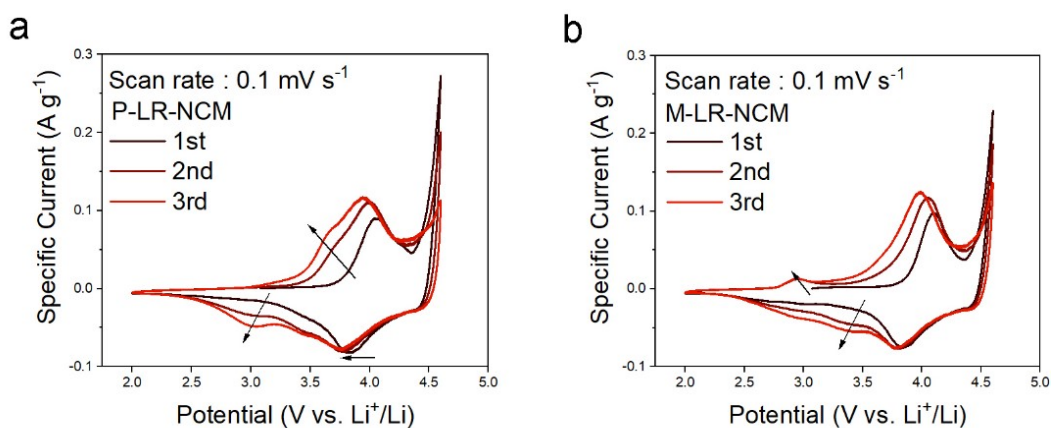 a
Scan rate : 0.1 mV s⁻¹
P-LR-NCM
1st
2nd
3rd
0.3
0.2
0.1
0.0
-0.1
2.0 2.5 3.0 3.5 4.0 4.5 5.0
Specific Current (A g⁻¹)
Potential (V vs. Li⁺/Li)
b
Scan rate : 0.1 mV s⁻¹
M-LR-NCM
1st
2nd
3rd
0.3
0.2
0.1
0.0
-0.1
2.0 2.5 3.0 3.5 4.0 4.5 5.0
Specific Current (A g⁻¹)
Potential (V vs. Li⁺/Li)